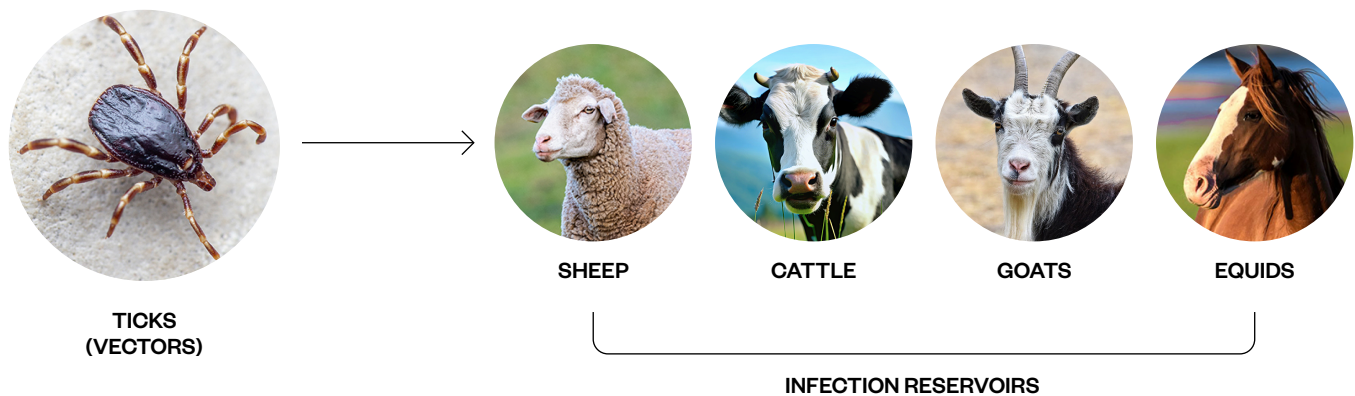 TICKS
(VECTORS)
SHEEP
CATTLE
GOATS
EQUIDS
INFECTION RESERVOIRS